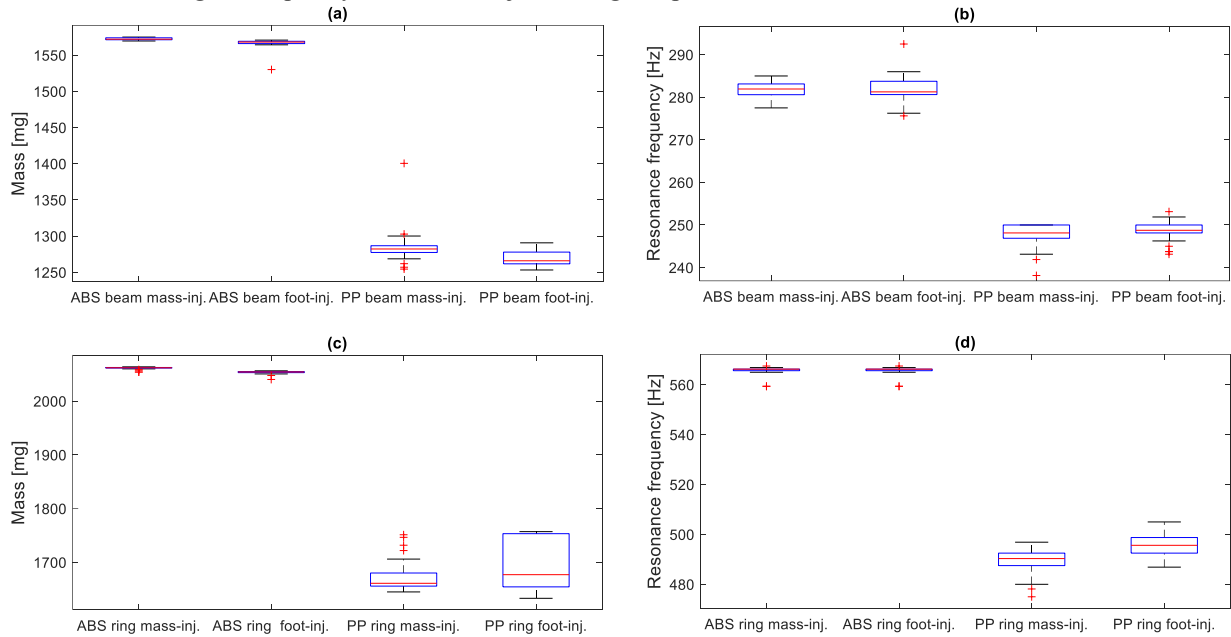 (a)
Mass [mg]
1550
1500
1450
1400
1350
1300
1250
ABS beam mass-inj. ABS beam foot-inj. PP beam mass-inj. PP beam foot-inj.
(b)
Resonance frequency [Hz]
290
280
270
260
250
240
ABS beam mass-inj. ABS beam foot-inj. PP beam mass-inj. PP beam foot-inj.
(c)
Mass [mg]
2000
1900
1800
1700
ABS ring mass-inj. ABS ring foot-inj. PP ring mass-inj. PP ring foot-inj.
(d)
Resonance frequency [Hz]
560
540
520
500
480
ABS ring mass-inj. ABS ring foot-inj. PP ring mass-inj. PP ring foot-inj.